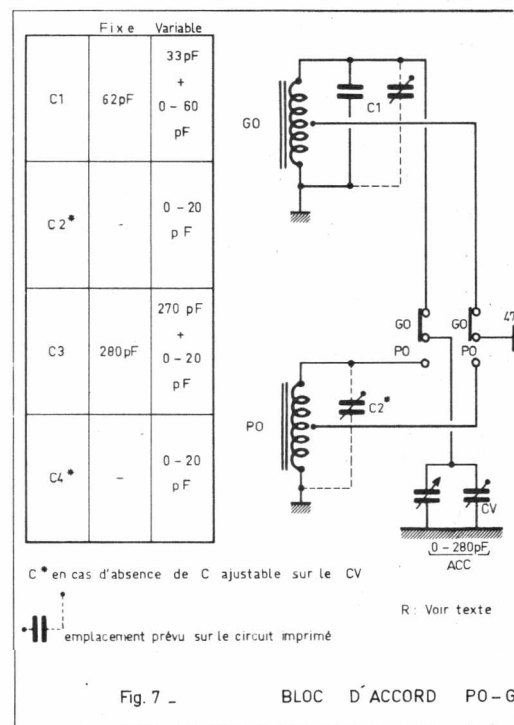 Fixe Variable
C1 62pF 33pF + 0-60 pF
C2* - 0-20 pF
C3 280pF 270 pF + 0-20 pF
C4* - 0-20 pF
GO
C1
GO GO
PO PO
C2*
PO
CV
0-280pF
ACC
C* en cas d'absence de C ajustable sur le CV
R: Voir texte
emplacement prévu sur le circuit imprimé
Fig. 7 _ BLOC D'ACCORD PO-G